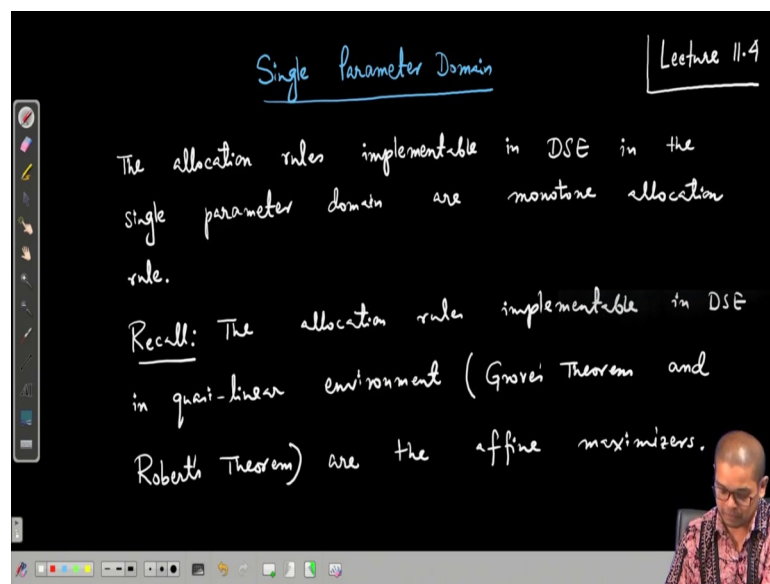 Single Parameter Domain
Lecture 11.4
The allocation rules implementable in DSE in the
single parameter domain are monotone allocation
rule.
Recall: The allocation rules implementable in DSE
in quasi-linear environment (Groves Theorem and
Robert's Theorem) are the affine maximizers.